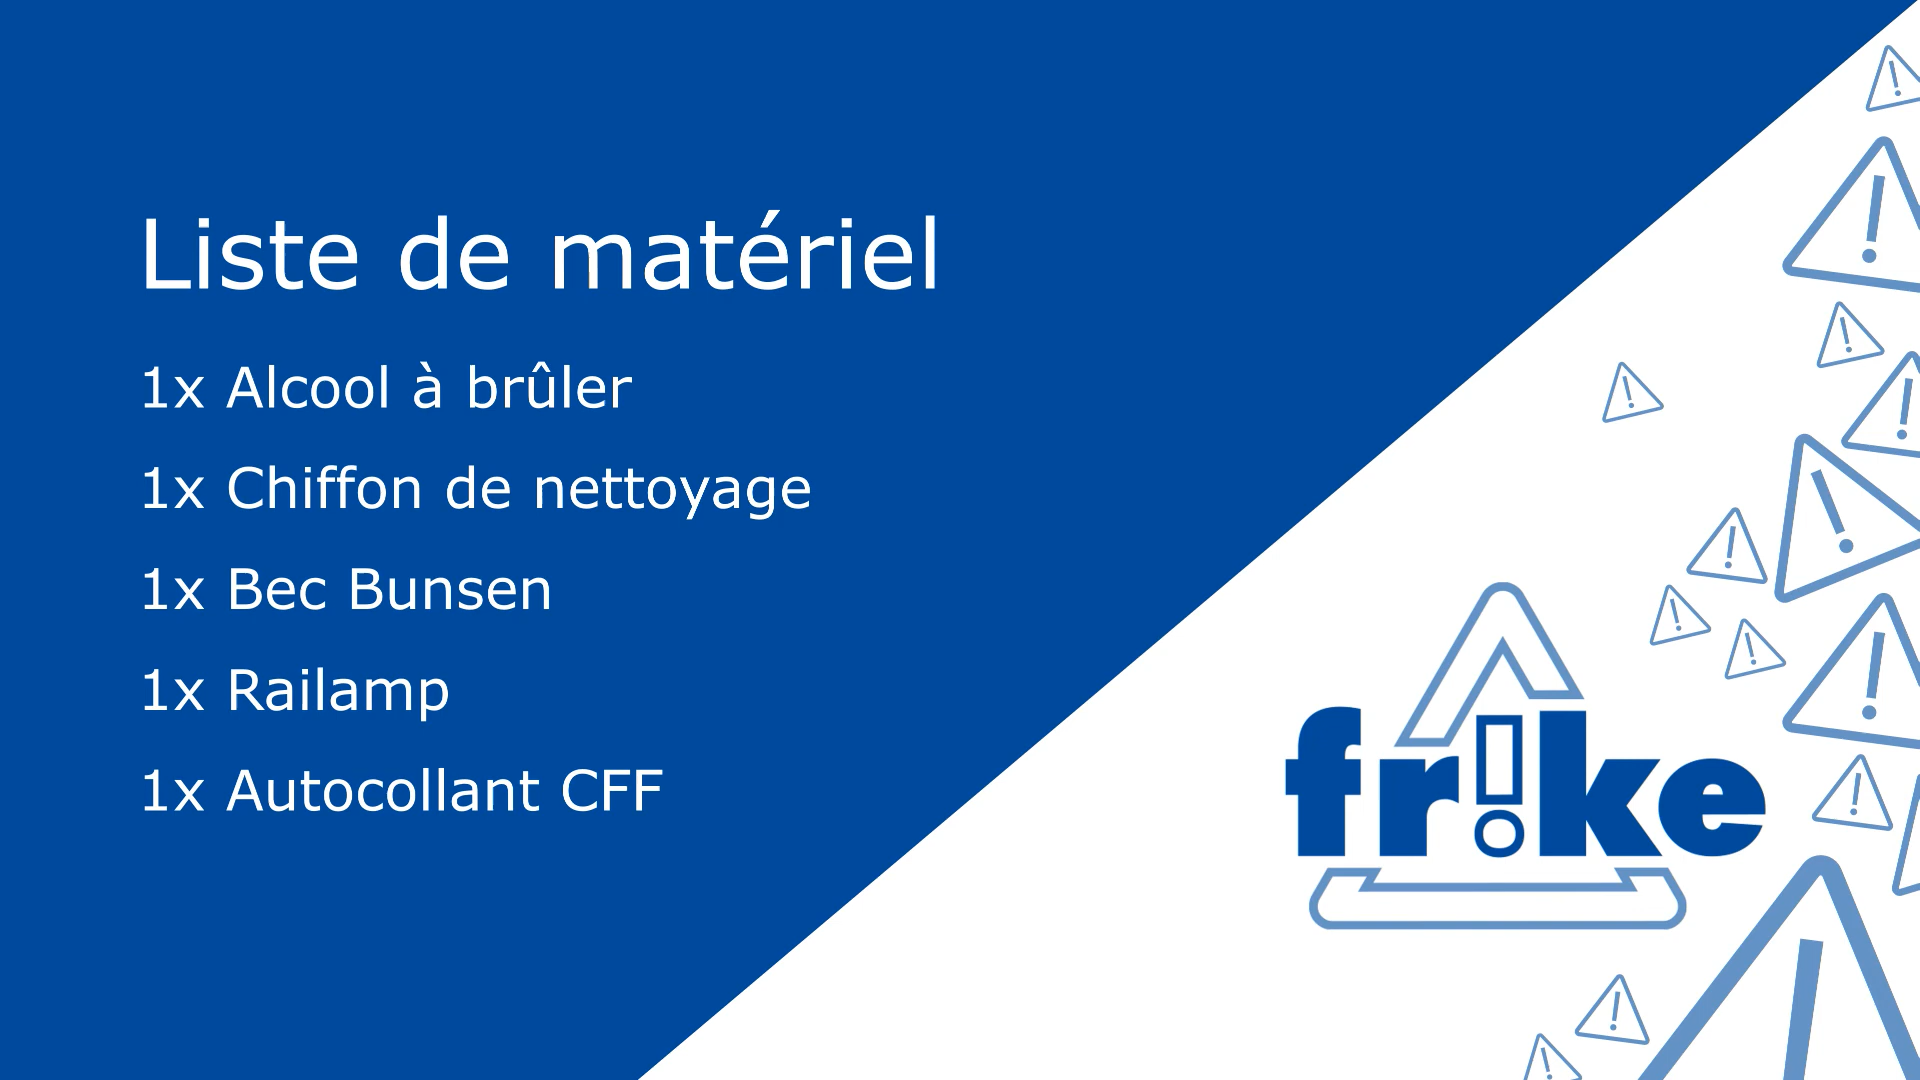 Liste de matériel
1x Alcool à brûler
1x Chiffon de nettoyage
1x Bec Bunsen
1x Railamp
1x Autocollant CFF
fr!ke